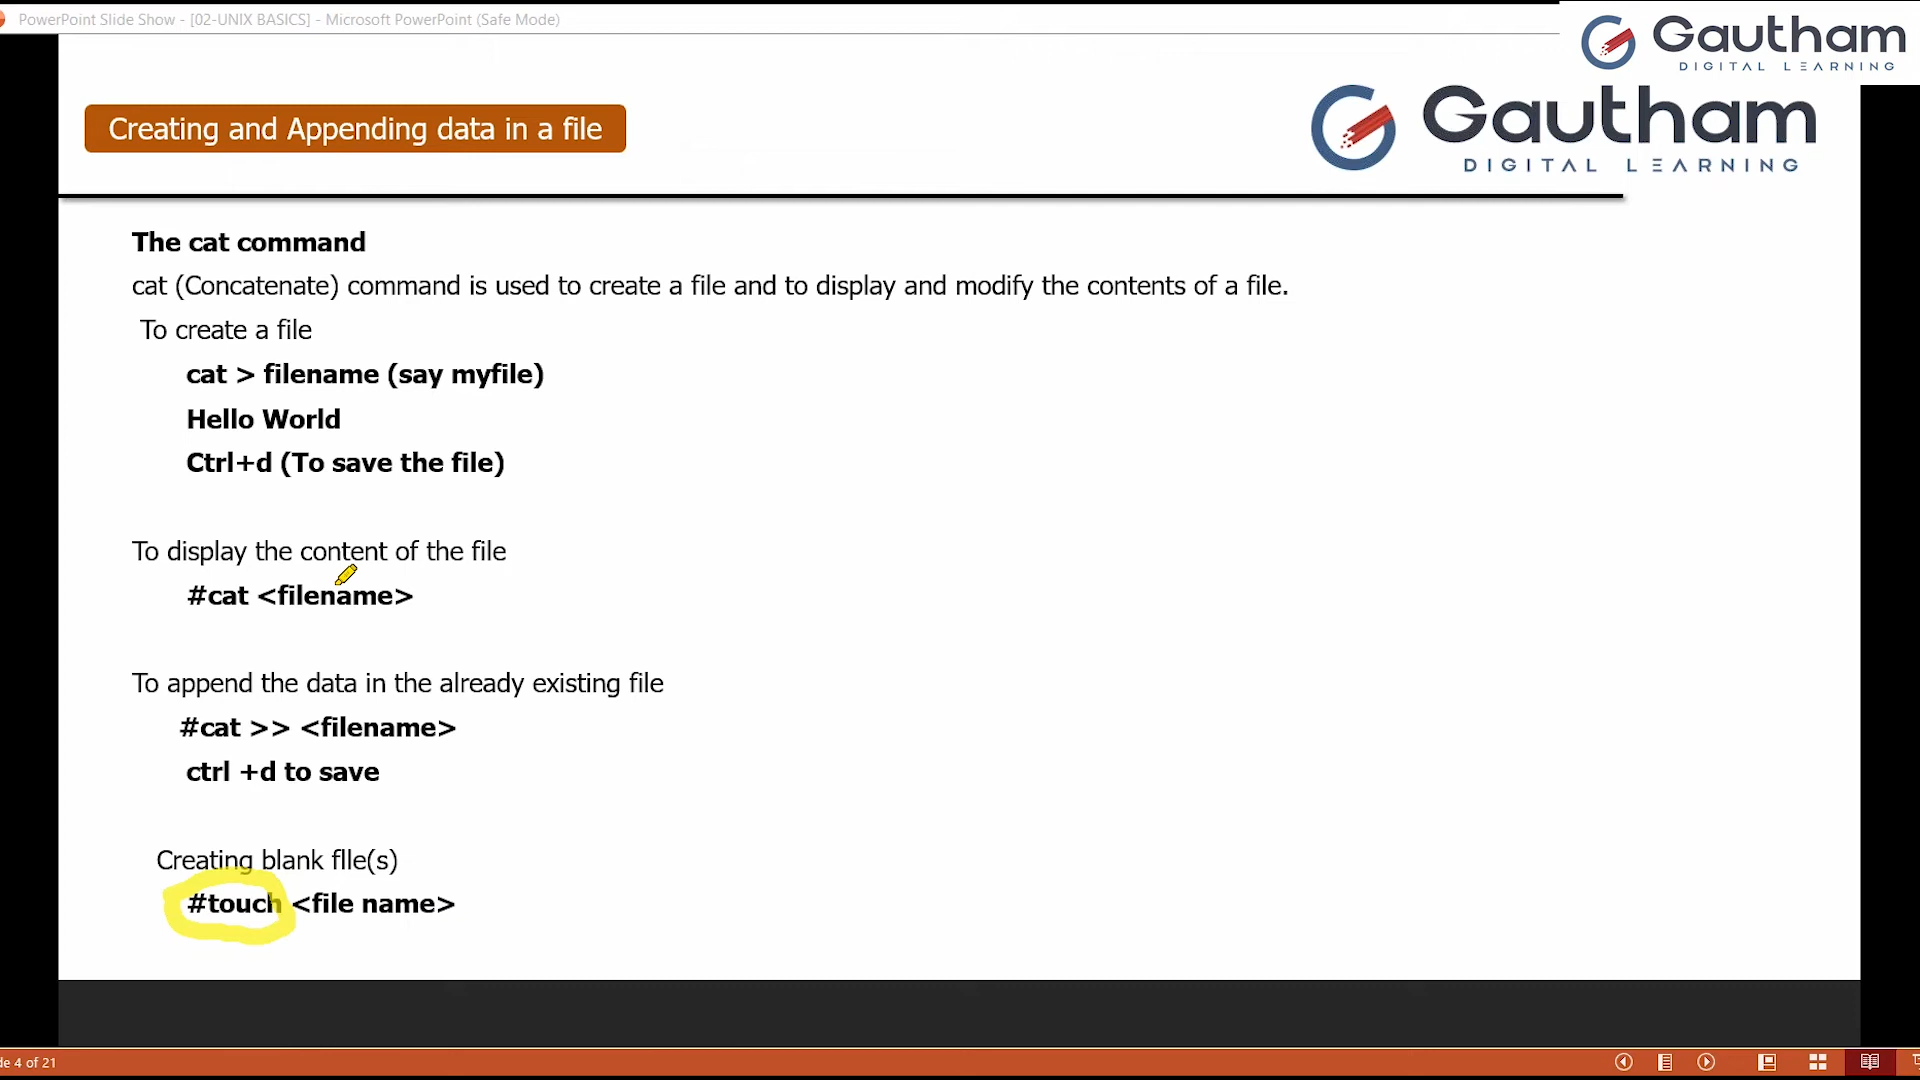 PowerPoint Slide Show - [02-UNIX BASICS] - Microsoft PowerPoint (Safe Mode)
Gautham
DIGITAL LEARNING
Creating and Appending data in a file
Gautham
DIGITAL LEARNING
The cat command
cat (Concatenate) command is used to create a file and to display and modify the contents of a file.
To create a file
cat > filename (say myfile)
Hello World
Ctrl+d (To save the file)
To display the content of the file
#cat <filename>
To append the data in the already existing file
#cat >> <filename>
ctrl +d to save
Creating blank flle(s)
#touch <file name>
de 4 of 21